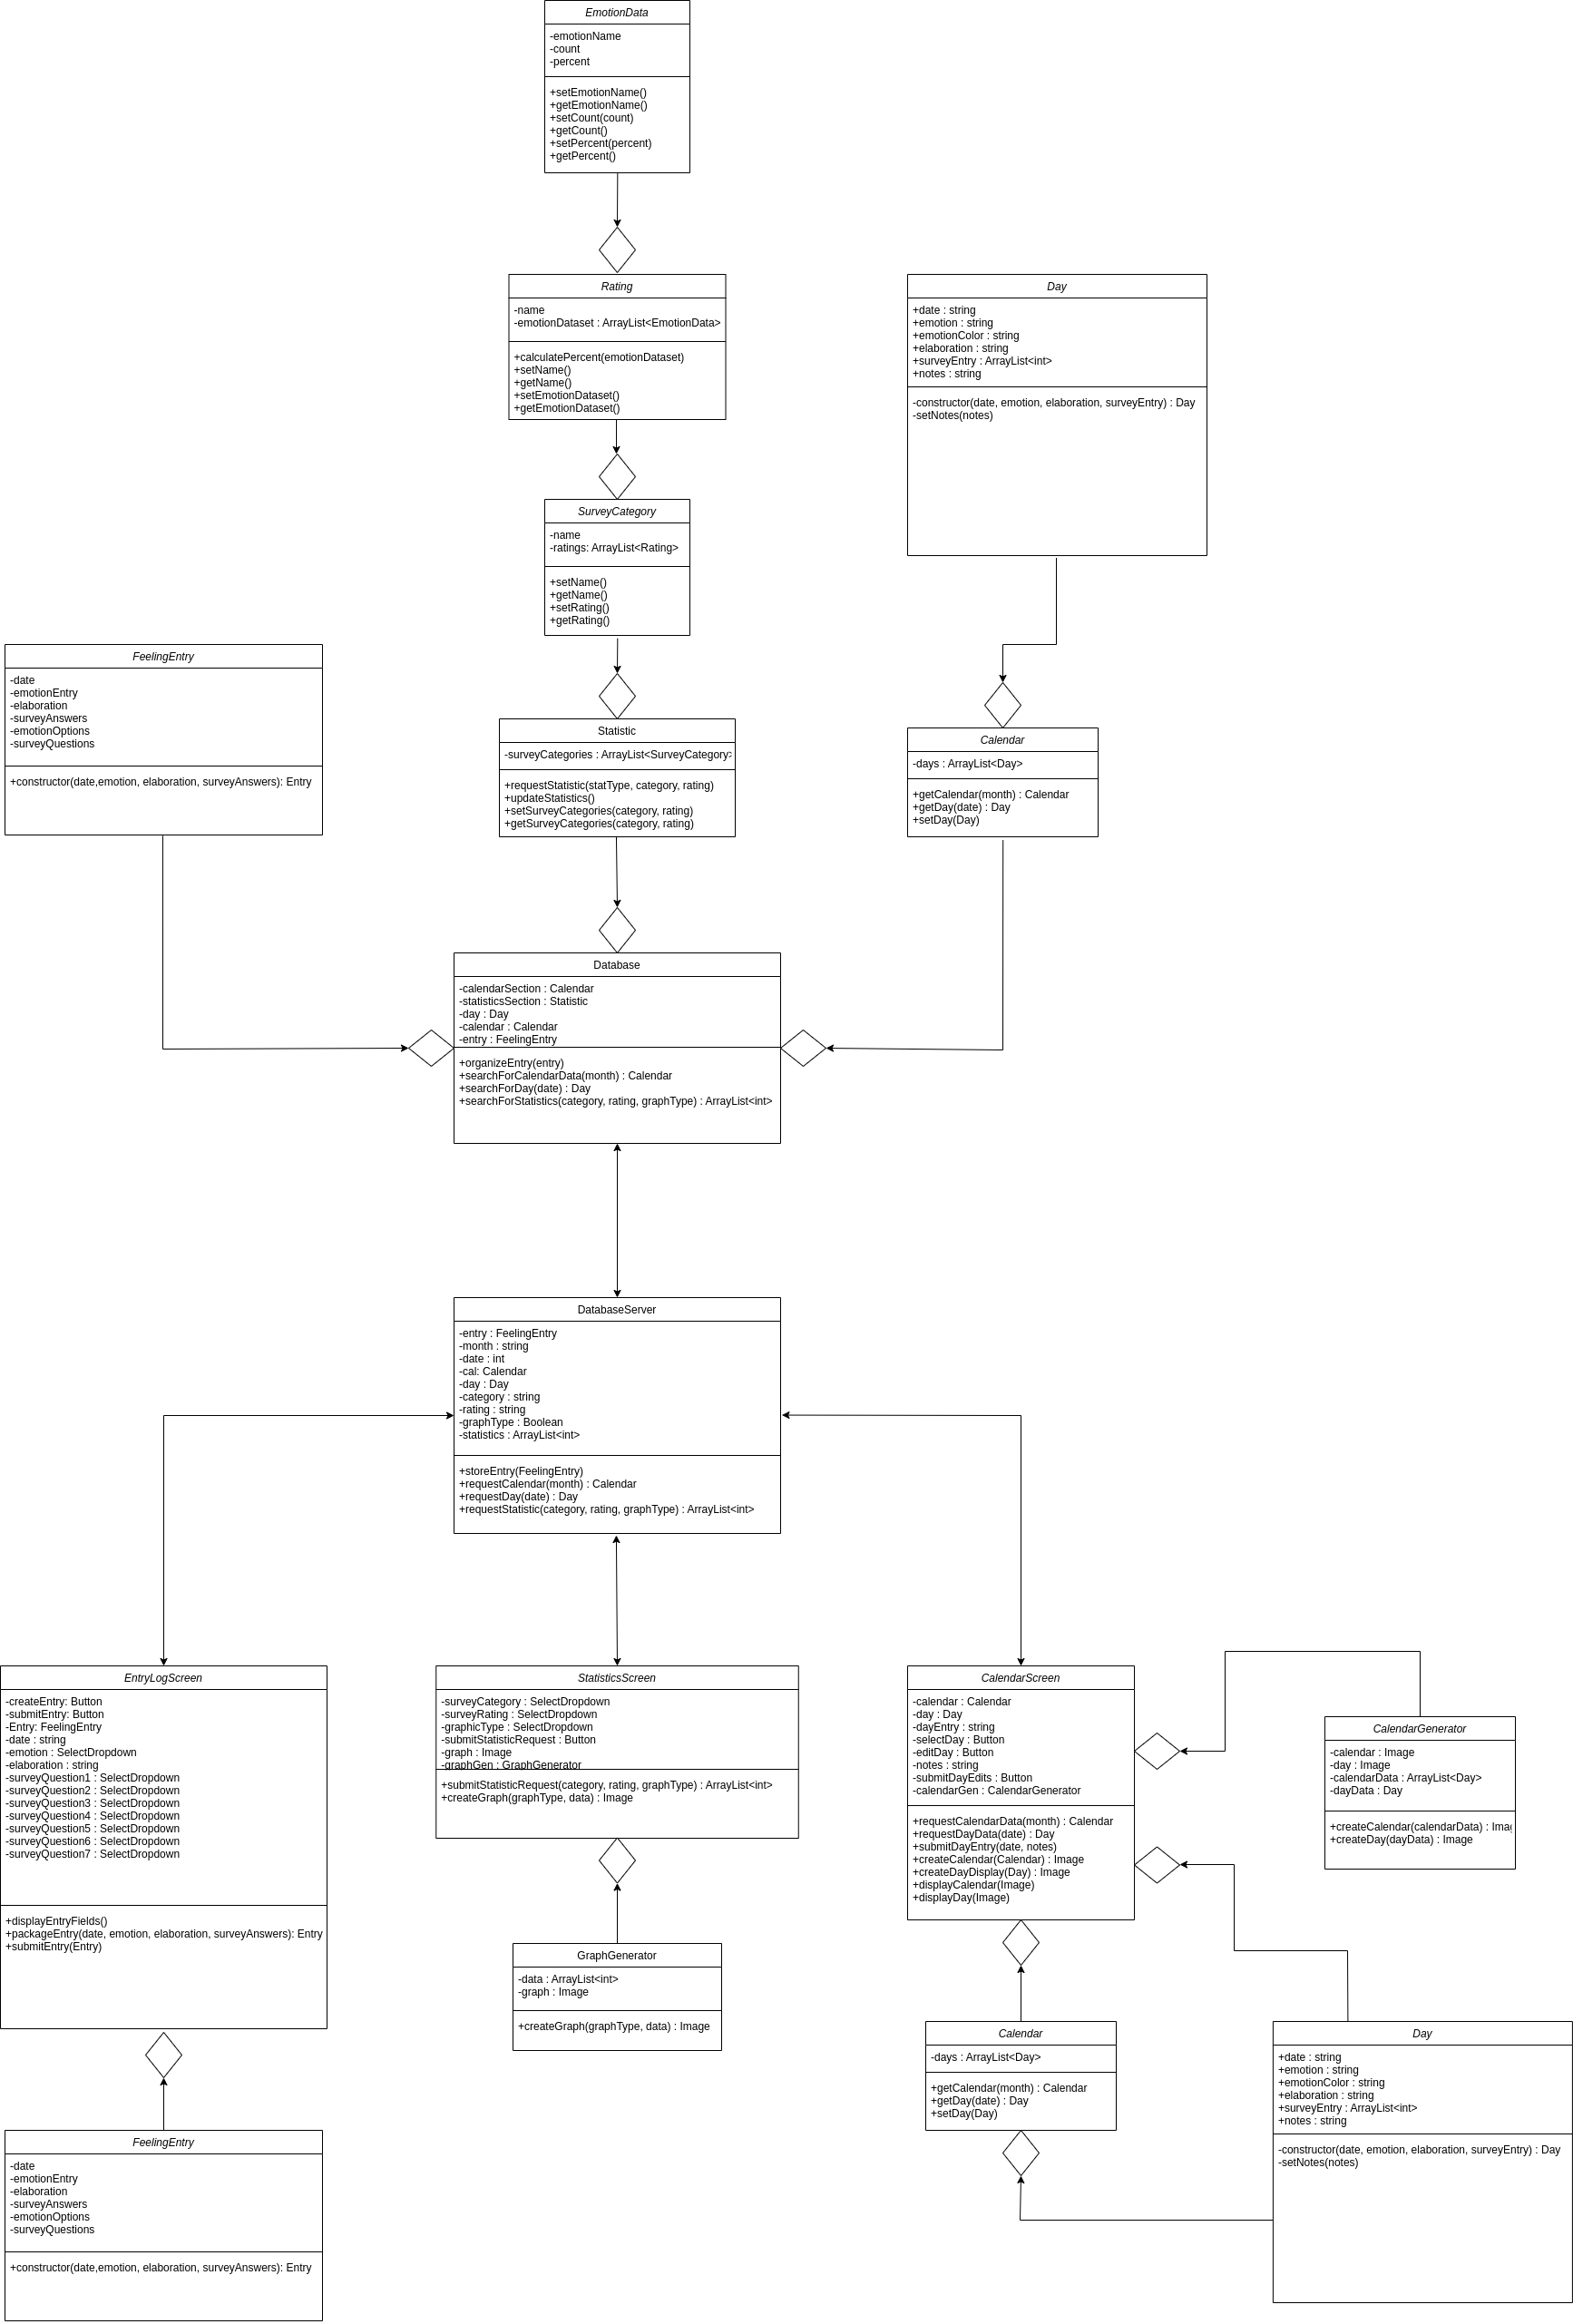 EmotionData
-emotionName
-count
-percent
+setEmotionName()
+getEmotionName()
+setCount(count)
+getCount()
+setPercent(percent)
+getPercent()
Rating
-name
-emotionDataset : ArrayList<EmotionData>
+calculatePercent(emotionDataset)
+setName()
+getName()
+setEmotionDataset()
+getEmotionDataset()
Day
+date : string
+emotion : string
+emotionColor : string
+elaboration : string
+surveyEntry : ArrayList<int>
+notes : string
-constructor(date, emotion, elaboration, surveyEntry) : Day
-setNotes(notes)
SurveyCategory
-name
-ratings: ArrayList<Rating>
+setName()
+getName()
+setRating()
+getRating()
FeelingEntry
-date
-emotionEntry
-elaboration
-surveyAnswers
-emotionOptions
-surveyQuestions
+constructor(date,emotion, elaboration, surveyAnswers): Entry
Statistic
-surveyCategories : ArrayList<SurveyCategory>
+requestStatistic(statType, category, rating)
+updateStatistics()
+setSurveyCategories(category, rating)
+getSurveyCategories(category, rating)
Calendar
-days : ArrayList<Day>
+getCalendar(month) : Calendar
+getDay(date) : Day
+setDay(Day)
Database
-calendarSection : Calendar
-statisticsSection : Statistic
-day : Day
-calendar : Calendar
-entry : FeelingEntry
+organizeEntry(entry)
+searchForCalendarData(month) : Calendar
+searchForDay(date) : Day
+searchForStatistics(category, rating, graphType) : ArrayList<int>
DatabaseServer
-entry : FeelingEntry
-month : string
-date : int
-cal: Calendar
-day : Day
-category : string
-rating : string
-graphType : Boolean
-statistics : ArrayList<int>
+storeEntry(FeelingEntry)
+requestCalendar(month) : Calendar
+requestDay(date) : Day
+requestStatistic(category, rating, graphType) : ArrayList<int>
EntryLogScreen
-createEntry: Button
-submitEntry: Button
-Entry: FeelingEntry
-date : string
-emotion : SelectDropdown
-elaboration : string
-surveyQuestion1 : SelectDropdown
-surveyQuestion2 : SelectDropdown
-surveyQuestion3 : SelectDropdown
-surveyQuestion4 : SelectDropdown
-surveyQuestion5 : SelectDropdown
-surveyQuestion6 : SelectDropdown
-surveyQuestion7 : SelectDropdown
+displayEntryFields()
+packageEntry(date, emotion, elaboration, surveyAnswers): Entry
+submitEntry(Entry)
StatisticsScreen
-surveyCategory : SelectDropdown
-surveyRating : SelectDropdown
-graphicType : SelectDropdown
-submitStatisticRequest : Button
-graph : Image
-graphGen : GraphGenerator
+submitStatisticRequest(category, rating, graphType) : ArrayList<int>
+createGraph(graphType, data) : Image
CalendarScreen
-calendar : Calendar
-day : Day
-dayEntry : string
-selectDay : Button
-editDay : Button
-notes : string
-submitDayEdits : Button
-calendarGen : CalendarGenerator
+requestCalendarData(month) : Calendar
+requestDayData(date) : Day
+submitDayEntry(date, notes)
+createCalendar(Calendar) : Image
+createDayDisplay(Day) : Image
+displayCalendar(Image)
+displayDay(Image)
CalendarGenerator
-calendar : Image
-day : Image
-calendarData : ArrayList<Day>
-dayData : Day
+createCalendar(calendarData) : Imag
+createDay(dayData) : Image
GraphGenerator
-data : ArrayList<int>
-graph : Image
+createGraph(graphType, data) : Image
Calendar
-days : ArrayList<Day>
+getCalendar(month) : Calendar
+getDay(date) : Day
+setDay(Day)
Day
+date : string
+emotion : string
+emotionColor : string
+elaboration : string
+surveyEntry : ArrayList<int>
+notes : string
-constructor(date, emotion, elaboration, surveyEntry) : Day
-setNotes(notes)
FeelingEntry
-date
-emotionEntry
-elaboration
-surveyAnswers
-emotionOptions
-surveyQuestions
+constructor(date,emotion, elaboration, surveyAnswers): Entry